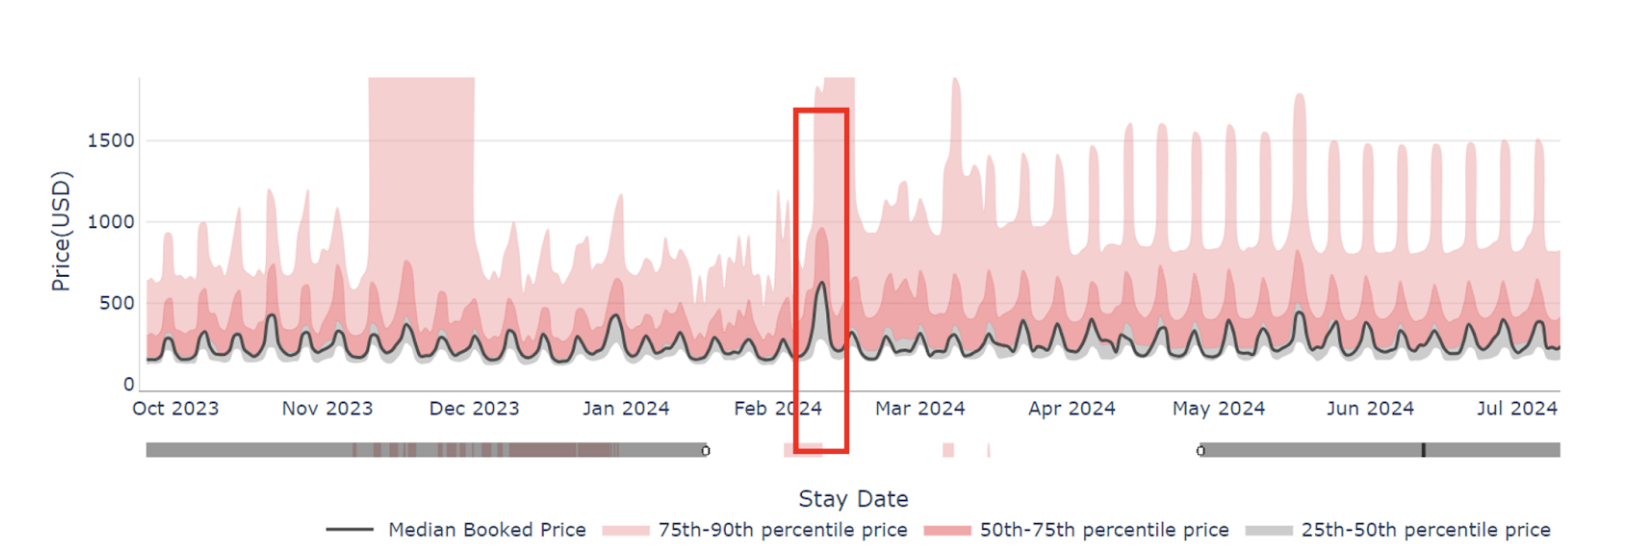 1500
1000
500
0
Price(USD)
Oct 2023 Nov 2023 Dec 2023 Jan 2024 Feb 2024 Mar 2024 Apr 2024 May 2024 Jun 2024 Jul 2024
Stay Date
Median Booked Price 75th-90th percentile price 50th-75th percentile price 25th-50th percentile price